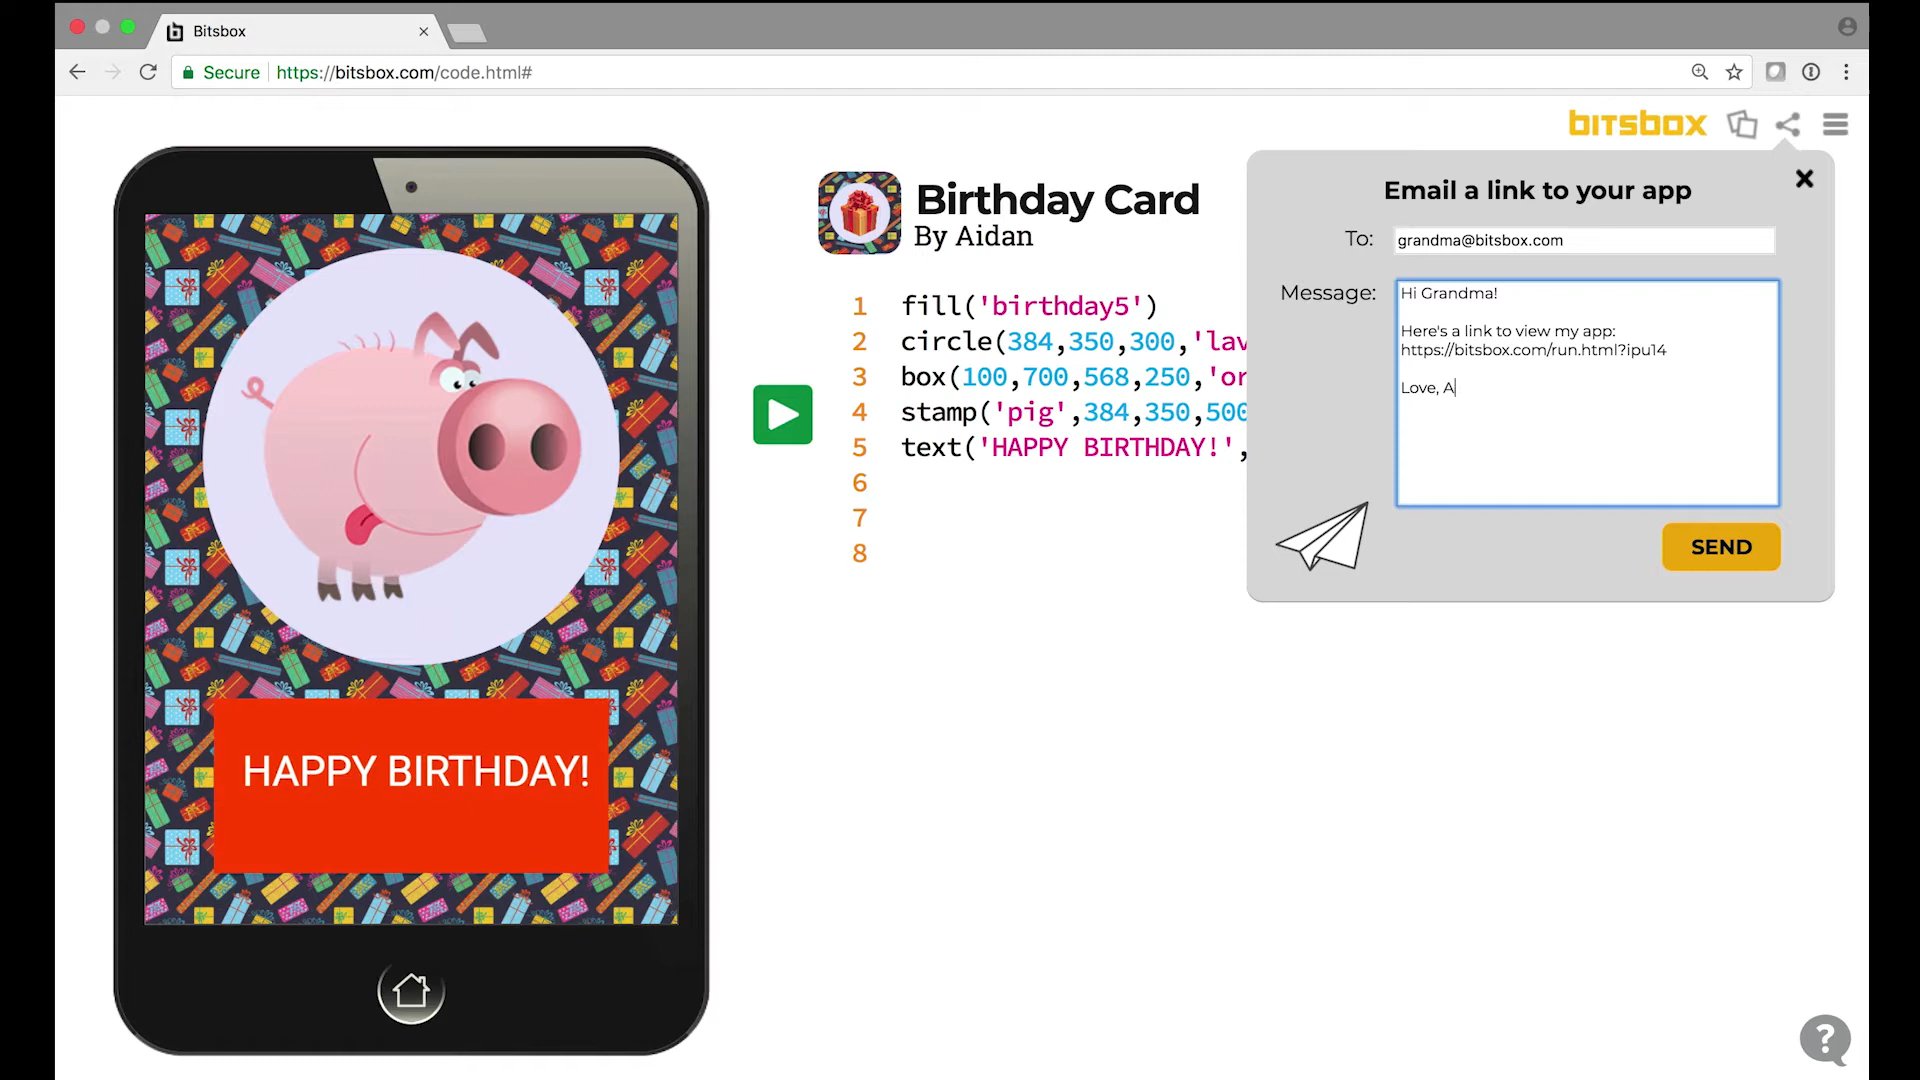 Bitsbox
Secure
https://bitsbox.com/code.html#
bitsbox
Birthday Card
By Aidan
1 fill('birthday5')
2 circle(384,350,300,'lav
3 box(100,700,568,250,'or
4 stamp('pig',384,350,500
5 text('HAPPY BIRTHDAY!',
6
7
8
Email a link to your app
To: grandma@bitsbox.com
Message: Hi Grandma!
Here's a link to view my app:
https://bitsbox.com/run.html?ipu14
Love, A
SEND
HAPPY BIRTHDAY!
?